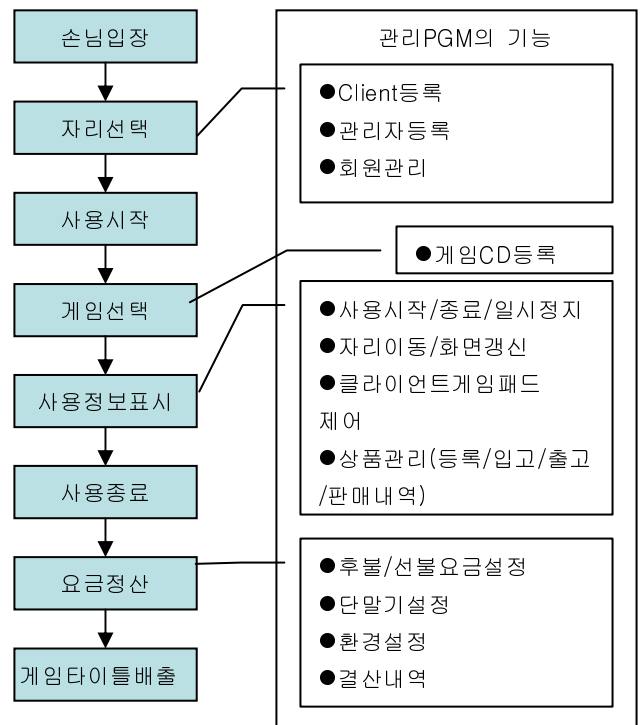 손님입장
자리선택
사용시작
게임선택
사용정보표시
사용종료
요금정산
게임타이틀배출
관리PGM의 기능
●Client등록
●관리자등록
●회원관리
●게임CD등록
●사용시작/종료/일시정지
●자리이동/화면갱신
●클라이언트게임패드
제어
●상품관리(등록/입고/출고
/판매내역)
●후불/선불요금설정
●단말기설정
●환경설정
●결산내역